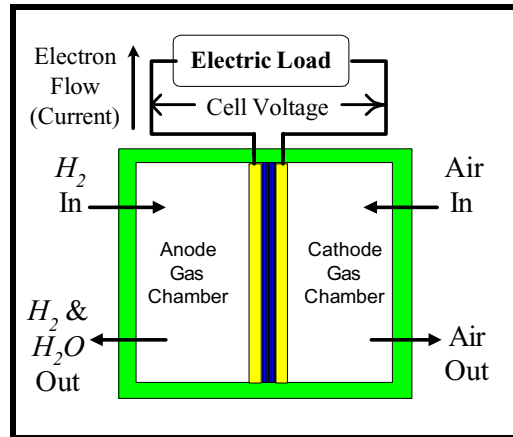 Electron
Flow
(Current)
Electric Load
Cell Voltage
H2
In
Air
In
Anode
Gas
Chamber
Cathode
Gas
Chamber
H2 &
H2O
Out
Air
Out